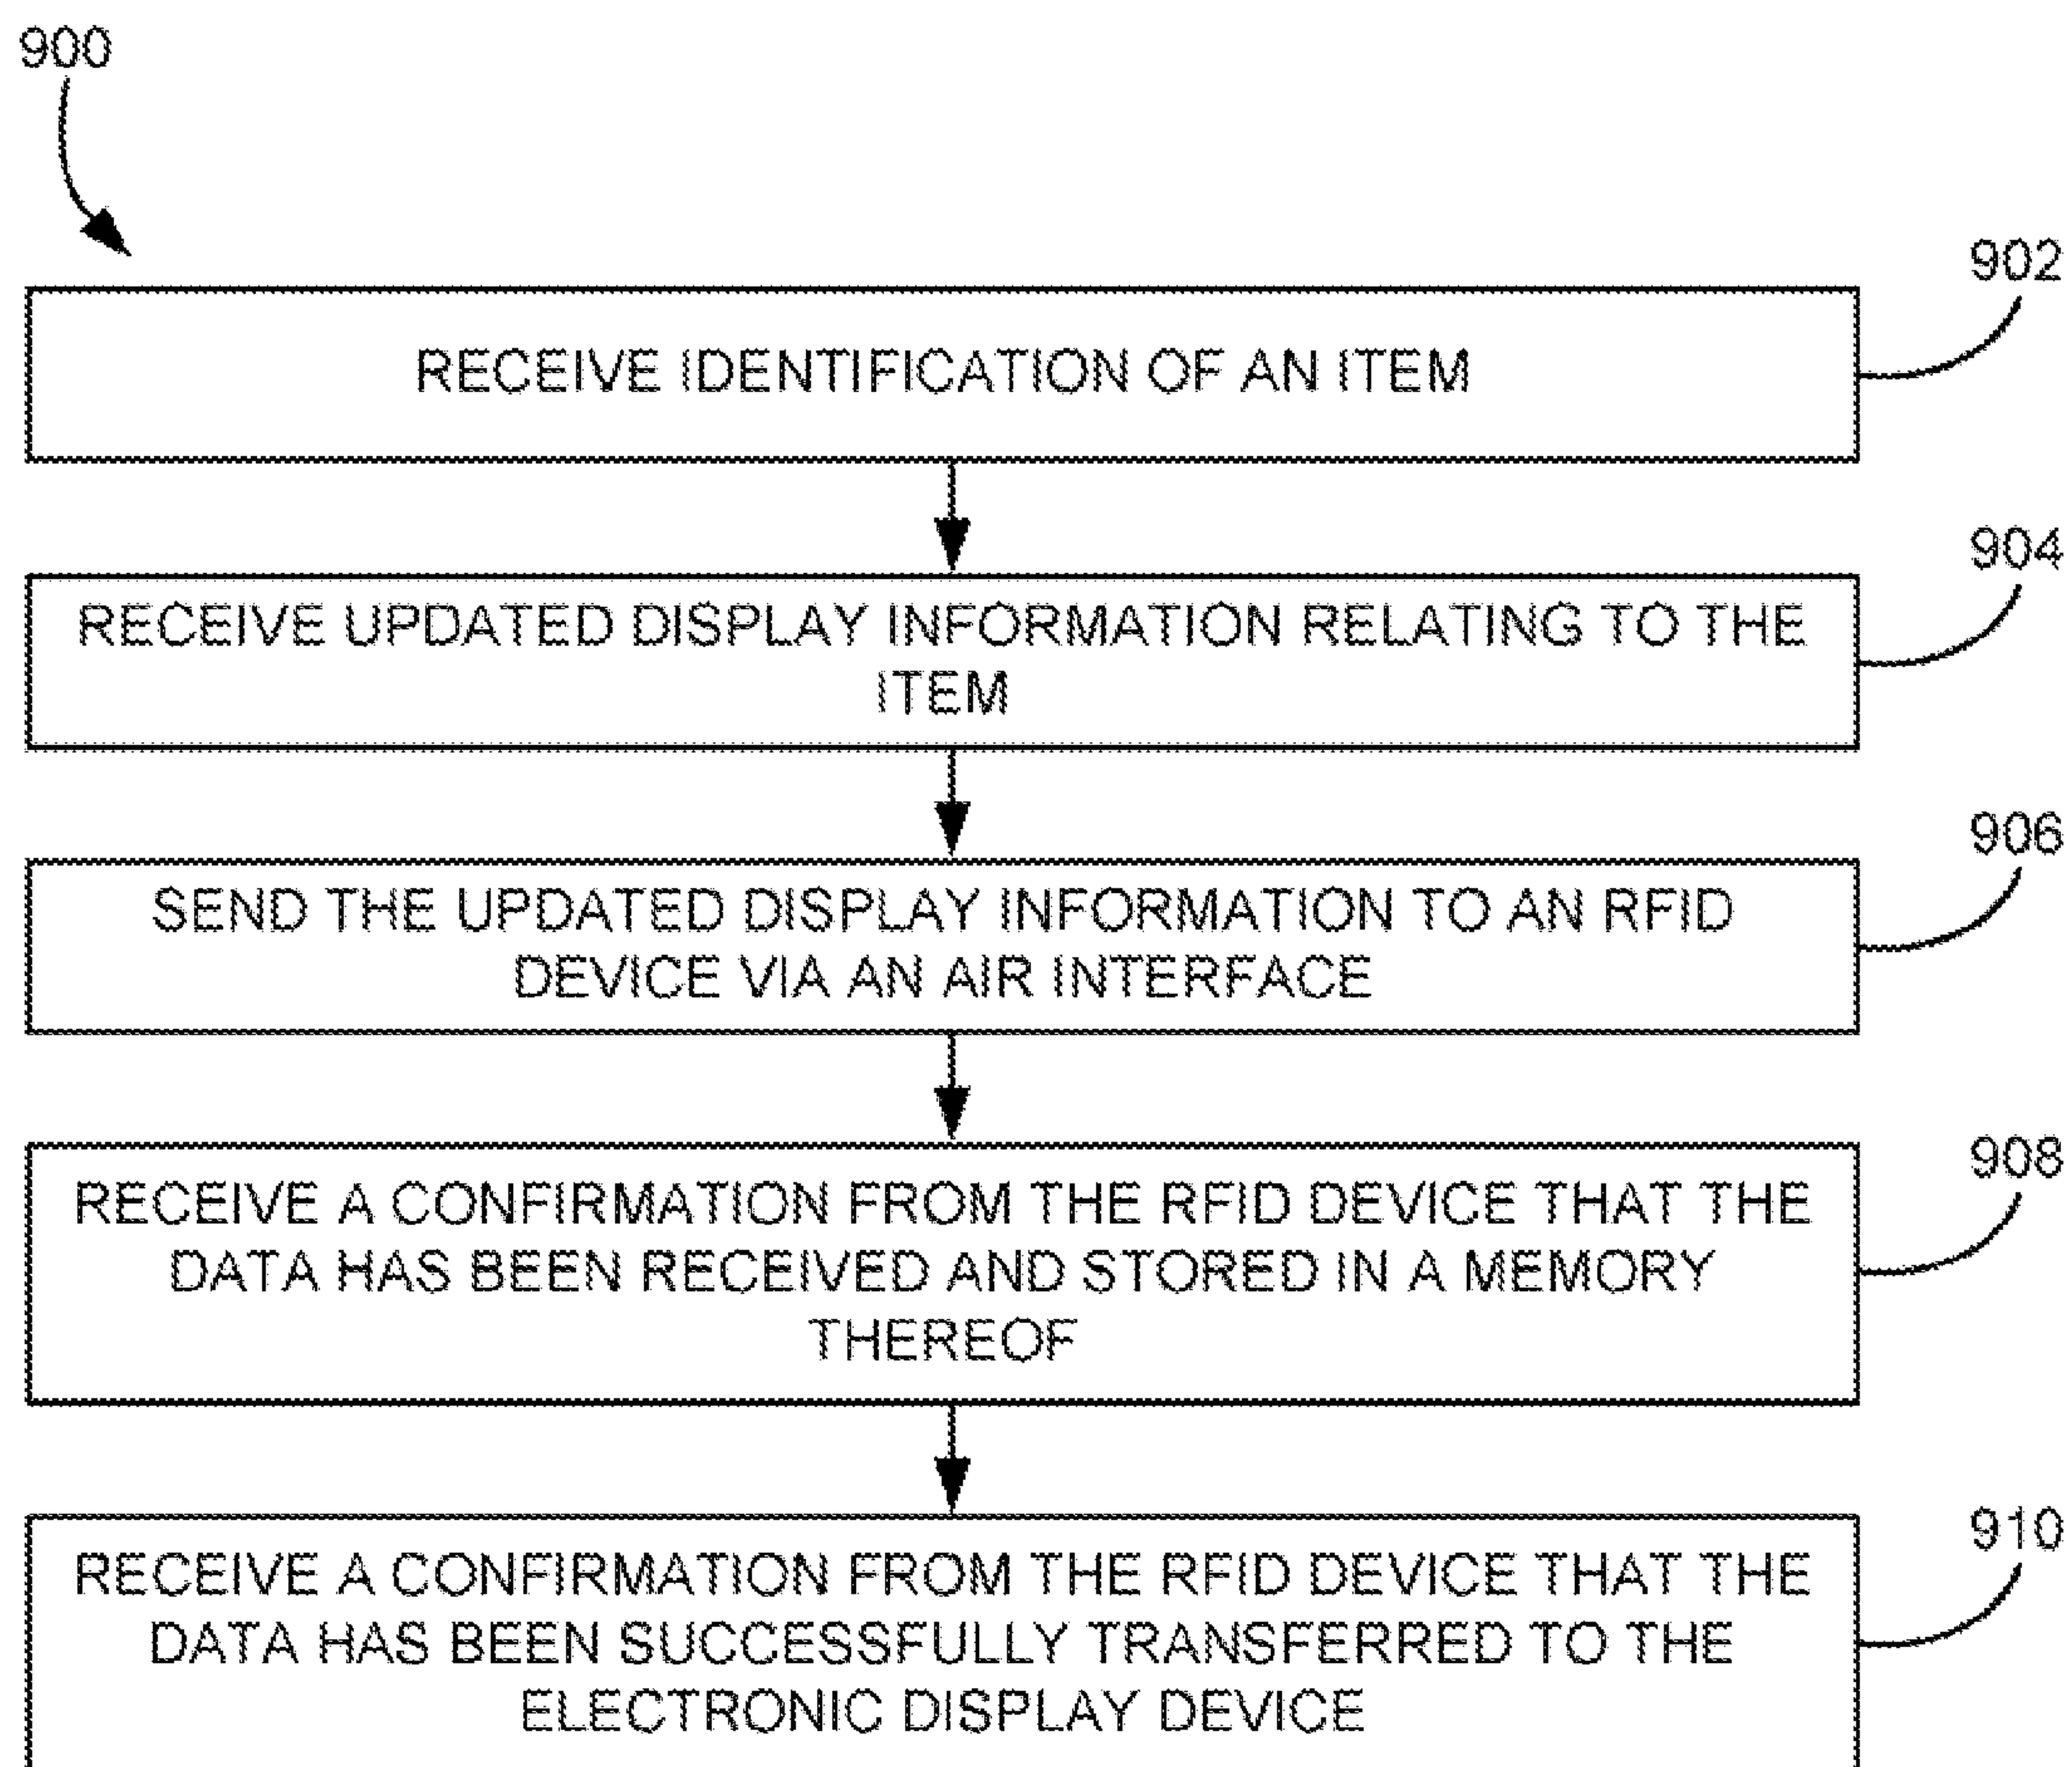 900
902
RECEIVE IDENTIFICATION OF AN ITEM
904
RECEIVE UPDATED DISPLAY INFORMATION RELATING TO THE
ITEM
906
SEND THE UPDATED DISPLAY INFORMATION TO AN RFID
DEVICE VIA AN AIR INTERFACE
908
RECEIVE A CONFIRMATION FROM THE RFID DEVICE THAT THE
DATA HAS BEEN RECEIVED AND STORED IN A MEMORY
THEREOF
910
RECEIVE A CONFIRMATION FROM THE RFID DEVICE THAT THE
DATA HAS BEEN SUCCESSFULLY TRANSFERRED TO THE
ELECTRONIC DISPLAY DEVICE